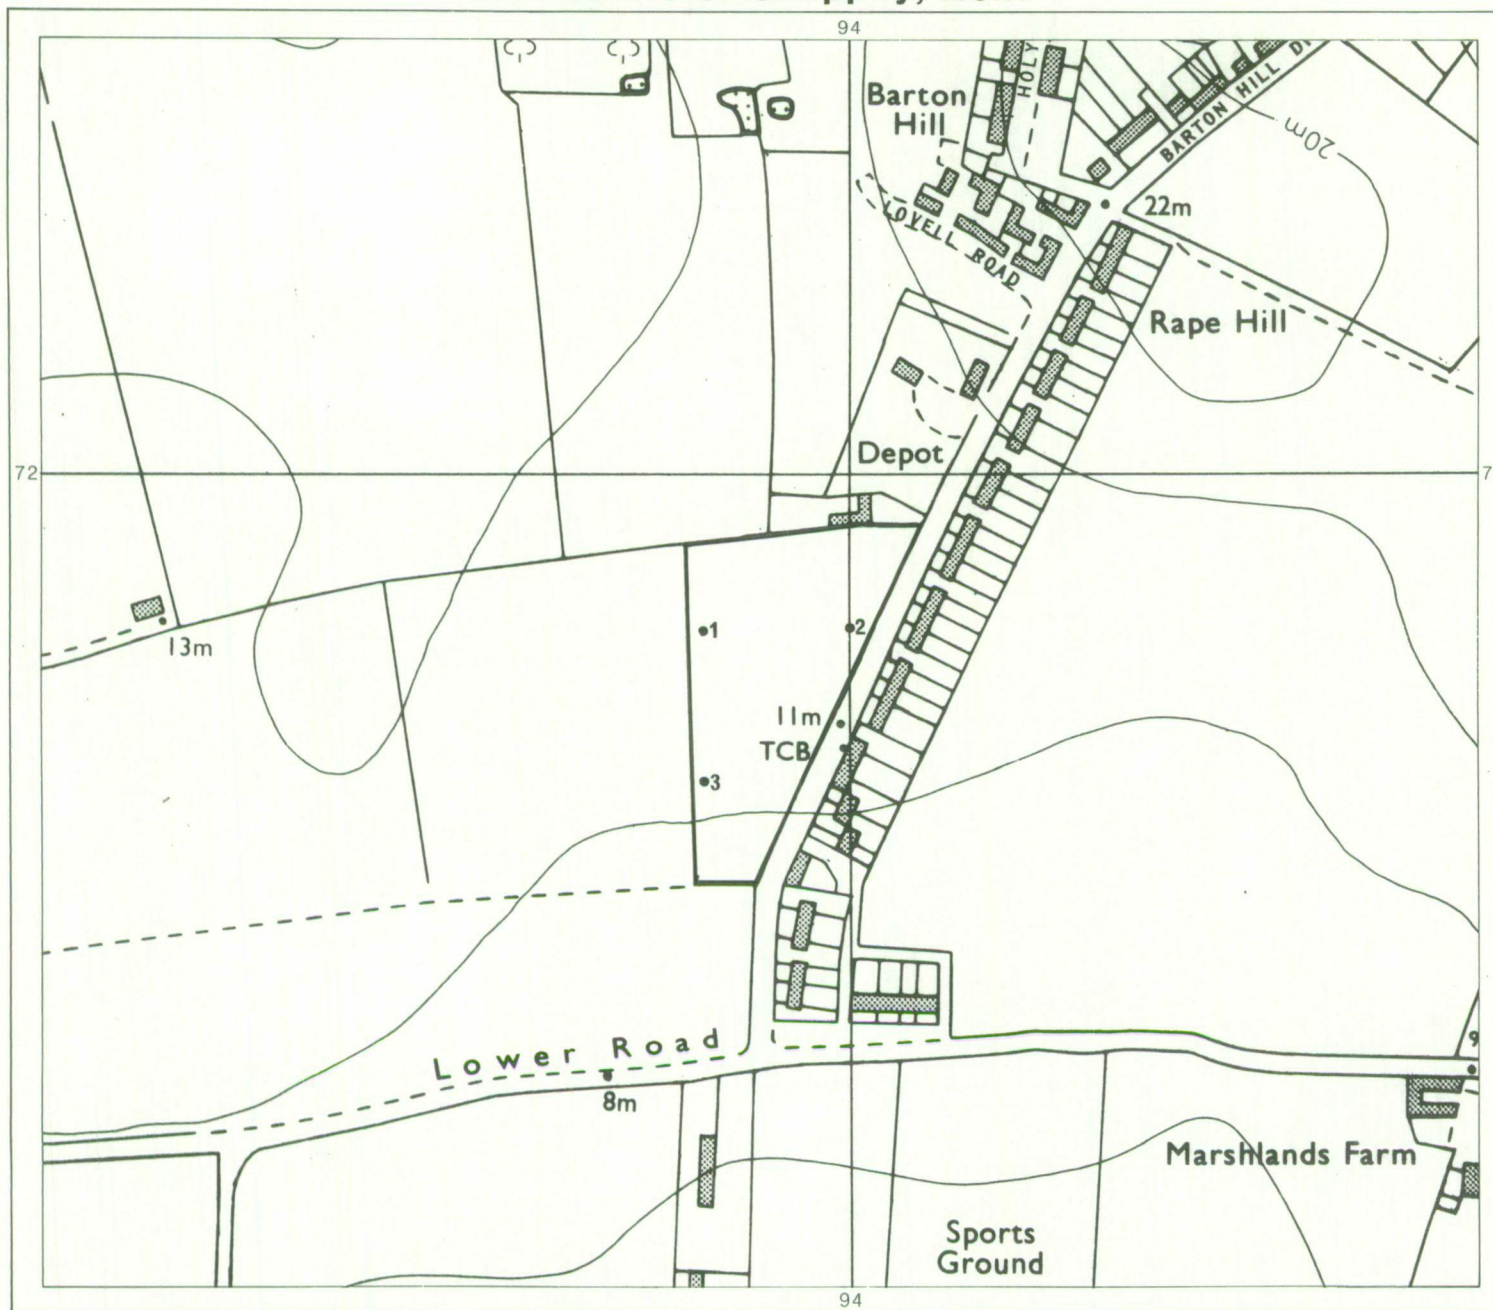 94
HOLY
Barton
Hill
BARTON HILL
20m
22m
LOVELL ROAD
Rape Hill
Depot
72
7
1
2
13m
11m
TCB
3
Lower Road
8m
9
Marshlands Farm
Sports
Ground
94